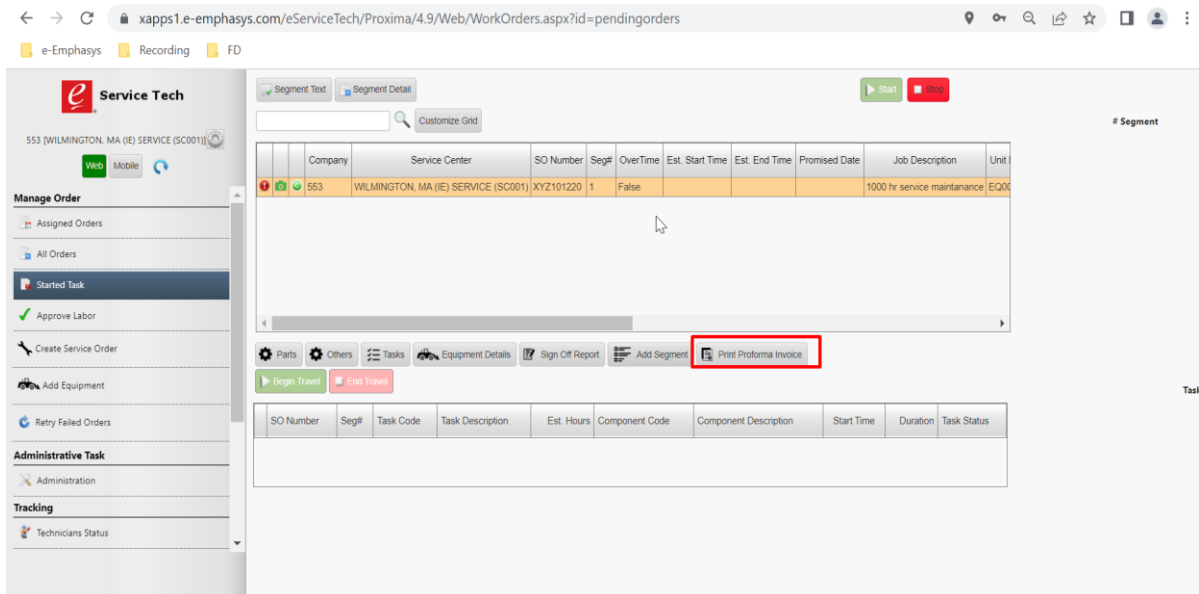 xapps1.e-emphasys.com/eServiceTech/Proxima/4.9/Web/WorkOrders.aspx?id=pendingorders
e-Emphasys Recording FD
e Service Tech
553 [WILMINGTON, MA (IE) SERVICE (SC001)]
Web Mobile
Manage Order
Assigned Orders
All Orders
Started Task
Approve Labor
Create Service Order
Add Equipment
Retry Failed Orders
Administrative Task
Administration
Tracking
Technicians Status
Segment Text Segment Detail Start Stop
Customize Grid # Segment
Company Service Center SO Number Seg# OverTime Est. Start Time Est. End Time Promised Date Job Description Unit
553 WILMINGTON, MA (IE) SERVICE (SC001) XYZ101220 1 False 1000 hr service maintanance EQ00
Parts Others Tasks Equipment Details Sign Off Report Add Segment Print Proforma Invoice
Begin Travel End Travel
Task
SO Number Seg# Task Code Task Description Est. Hours Component Code Component Description Start Time Duration Task Status